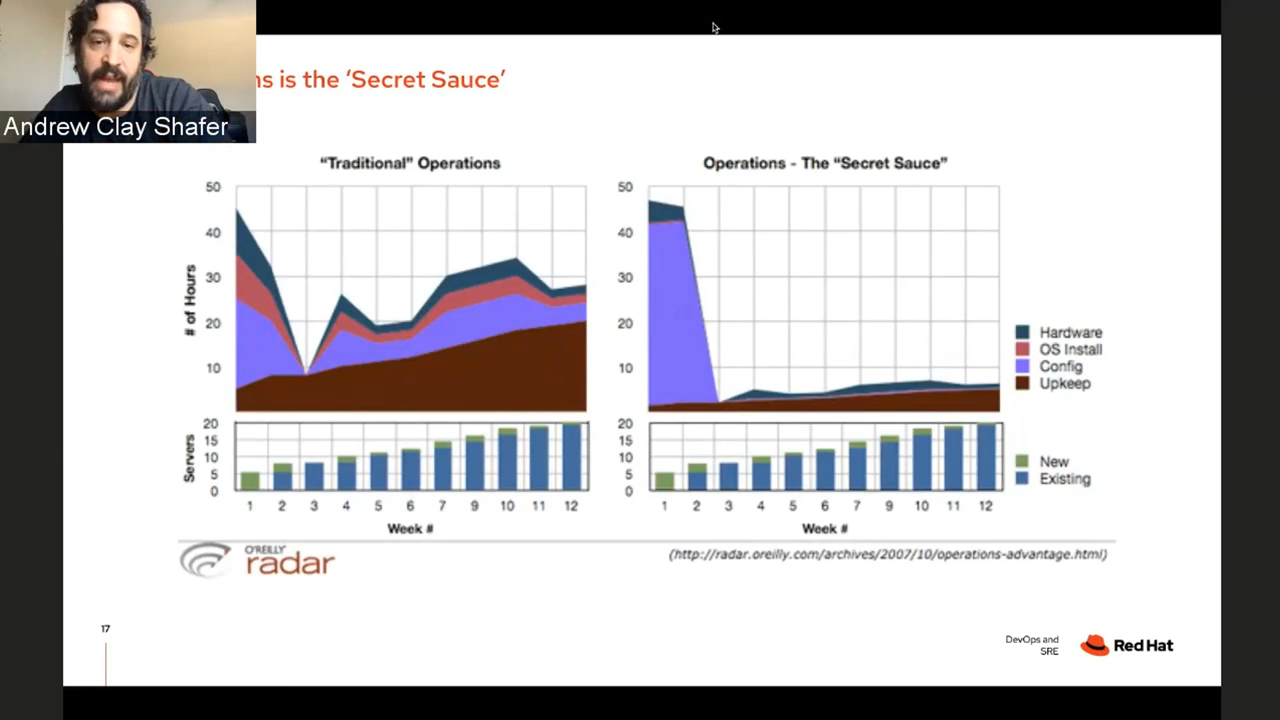 ns is the ‘Secret Sauce’
Andrew Clay Shafer
“Traditional” Operations
50
40
30
20
10
# of Hours
20
15
10
5
0
Servers
1 2 3 4 5 6 7 9 10 11 12
Week #
Operations - The “Secret Sauce”
50
40
30
20
10
20
15
10
5
0
1 2 3 4 5 6 7 9 10 11 12
Week #
Hardware
OS Install
Config
Upkeep
New
Existing
O'REILLY
radar
(http://radar.oreilly.com/archives/2007/10/operations-advantage.html)
17
DevOps and
SRE
Red Hat